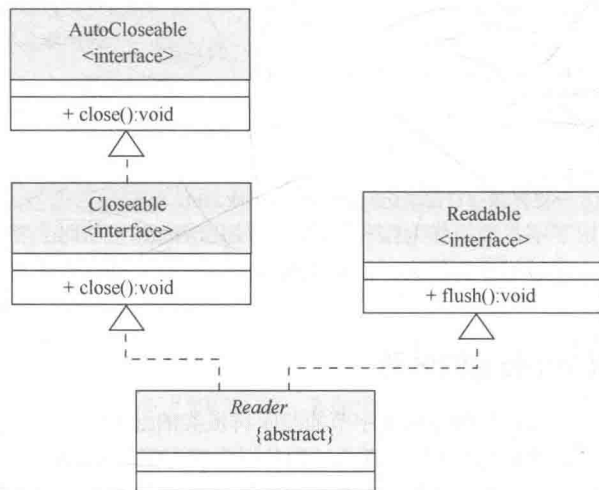 AutoCloseable
<interface>
+ close():void
Closeable
<interface>
+ close():void
Readable
<interface>
+ flush():void
Reader
{abstract}